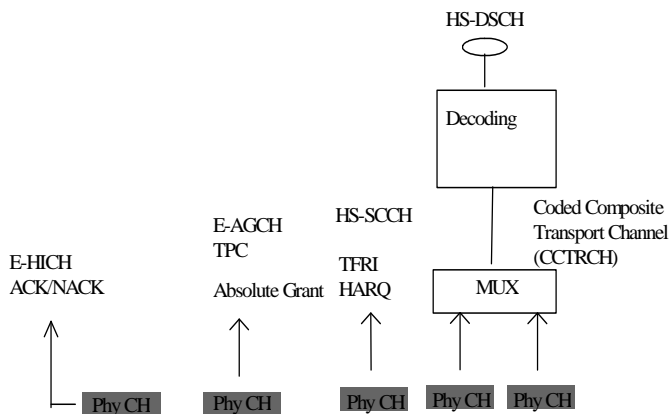 HS-DSCH
Decoding
Coded Composite
Transport Channel
(CCTRCH)
HS-SCCH
TFRI
HARQ
E-AGCH
TPC
Absolute Grant
E-HICH
ACK/NACK
MUX
Phy CH
Phy CH
Phy CH
Phy CH
Phy CH